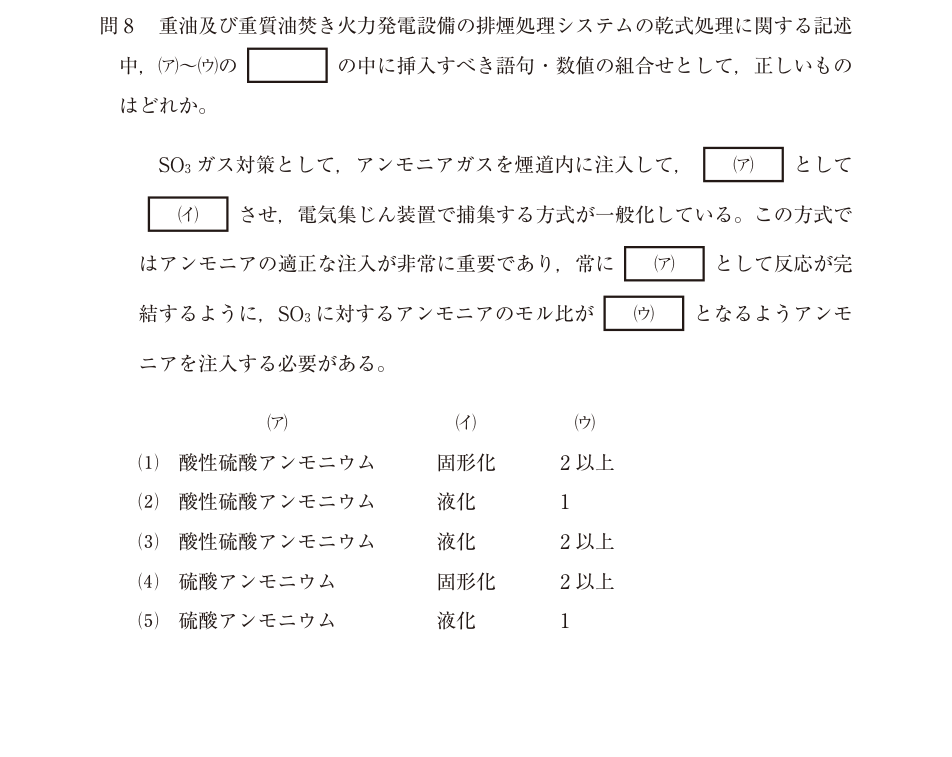 問8 重油及び重質油焚き火力発電設備の排煙処理システムの乾式処理に関する記述
中，㈠～㈢の の中に挿入すべき語句・数値の組合せとして，正しいもの
はどれか。
SO₃ガス対策として，アンモニアガスを煙道内に注入して， (ア) として
(イ) させ，電気集じん装置で捕集する方式が一般化している。この方式で
はアンモニアの適正な注入が非常に重要であり，常に (ア) として反応が完
結するように，SO₃に対するアンモニアのモル比が (ウ) となるようアンモ
ニアを注入する必要がある。
(ア) (イ) (ウ)
(1) 酸性硫酸アンモニウム 固形化 2以上
(2) 酸性硫酸アンモニウム 液化 1
(3) 酸性硫酸アンモニウム 液化 2以上
(4) 硫酸アンモニウム 固形化 2以上
(5) 硫酸アンモニウム 液化 1